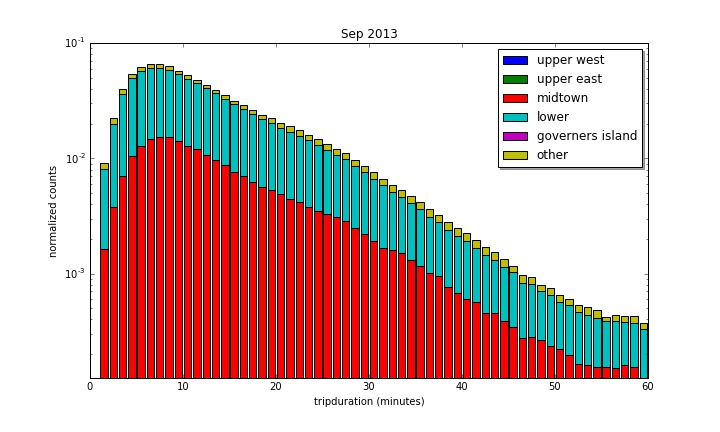 Sep 2013
10^-1
10^-2
10^-3
normalized counts
upper west
upper east
midtown
lower
governers island
other
0 10 20 30 40 50 60
tripduration (minutes)